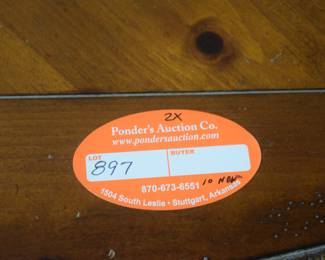 2X
Ponder's Auction Co.
www.pondersauction.com
LOT
BUYER
897
870-673-6551
10
1504 South Leslie • Stuttgart, Arkansas